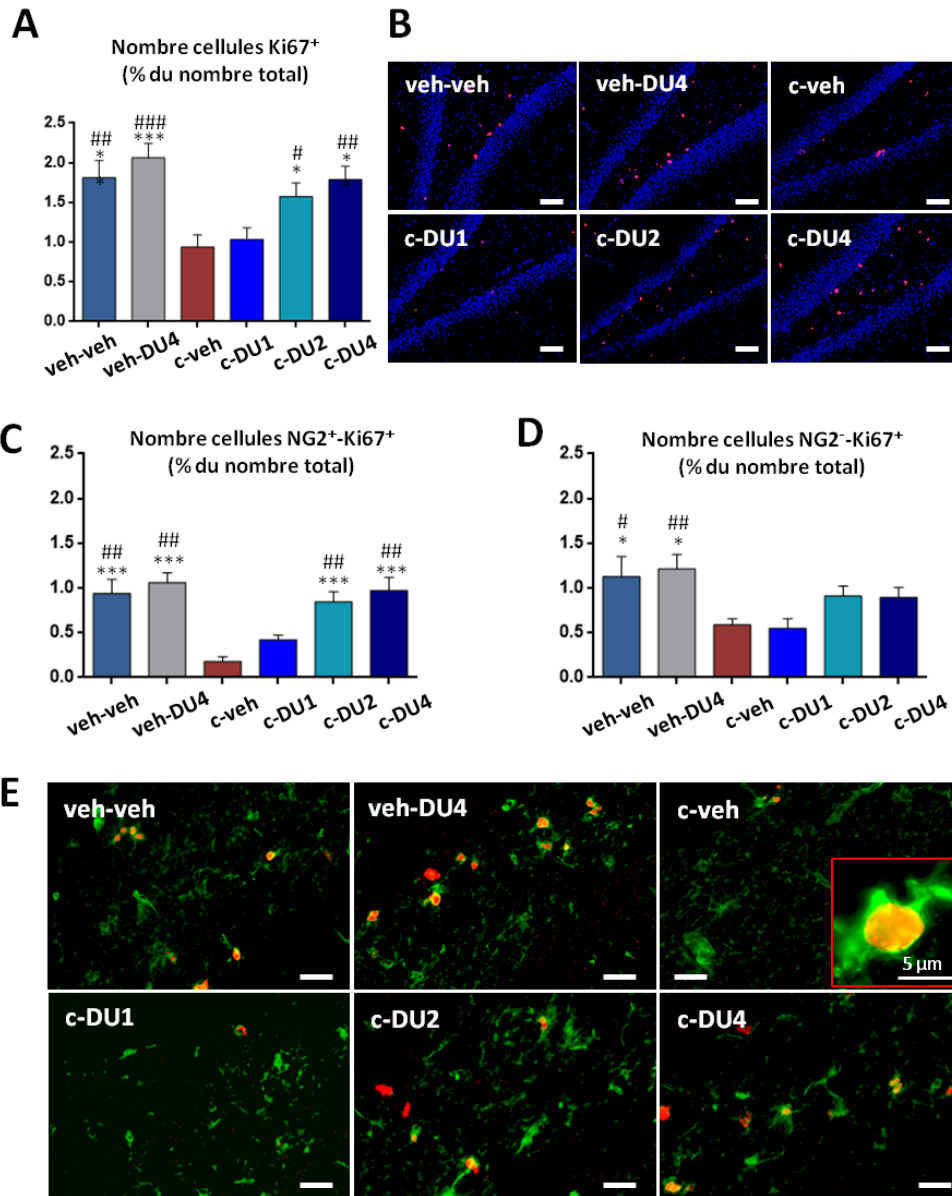 A
Nombre cellules Ki67⁺
(% du nombre total)
2.5
2.0
1.5
1.0
0.5
0.0
##
*
*
###
***
#
*
##
*
veh-veh
veh-DU4
c-veh
c-DU1
c-DU2
c-DU4
B
veh-veh
veh-DU4
c-veh
c-DU1
c-DU2
c-DU4
C
Nombre cellules NG2⁺-Ki67⁺
(% du nombre total)
2.5
2.0
1.5
1.0
0.5
0.0
##
***
##
***
##
***
##
***
veh-veh
veh-DU4
c-veh
c-DU1
c-DU2
c-DU4
D
Nombre cellules NG2⁻-Ki67⁺
(% du nombre total)
2.5
2.0
1.5
1.0
0.5
0.0
#
*
##
*
veh-veh
veh-DU4
c-veh
c-DU1
c-DU2
c-DU4
E
veh-veh
veh-DU4
c-veh
5 µm
c-DU1
c-DU2
c-DU4